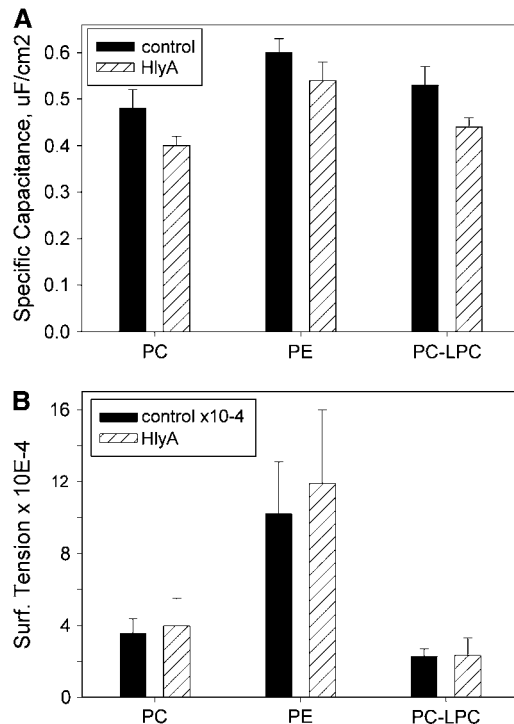 A
control
HlyA
Specific Capacitance, uF/cm2
0.6
0.5
0.4
0.3
0.2
0.1
0.0
PC
PE
PC-LPC
B
control x10-4
HlyA
Surf. Tension x 10E-4
16
12
8
4
0
PC
PE
PC-LPC